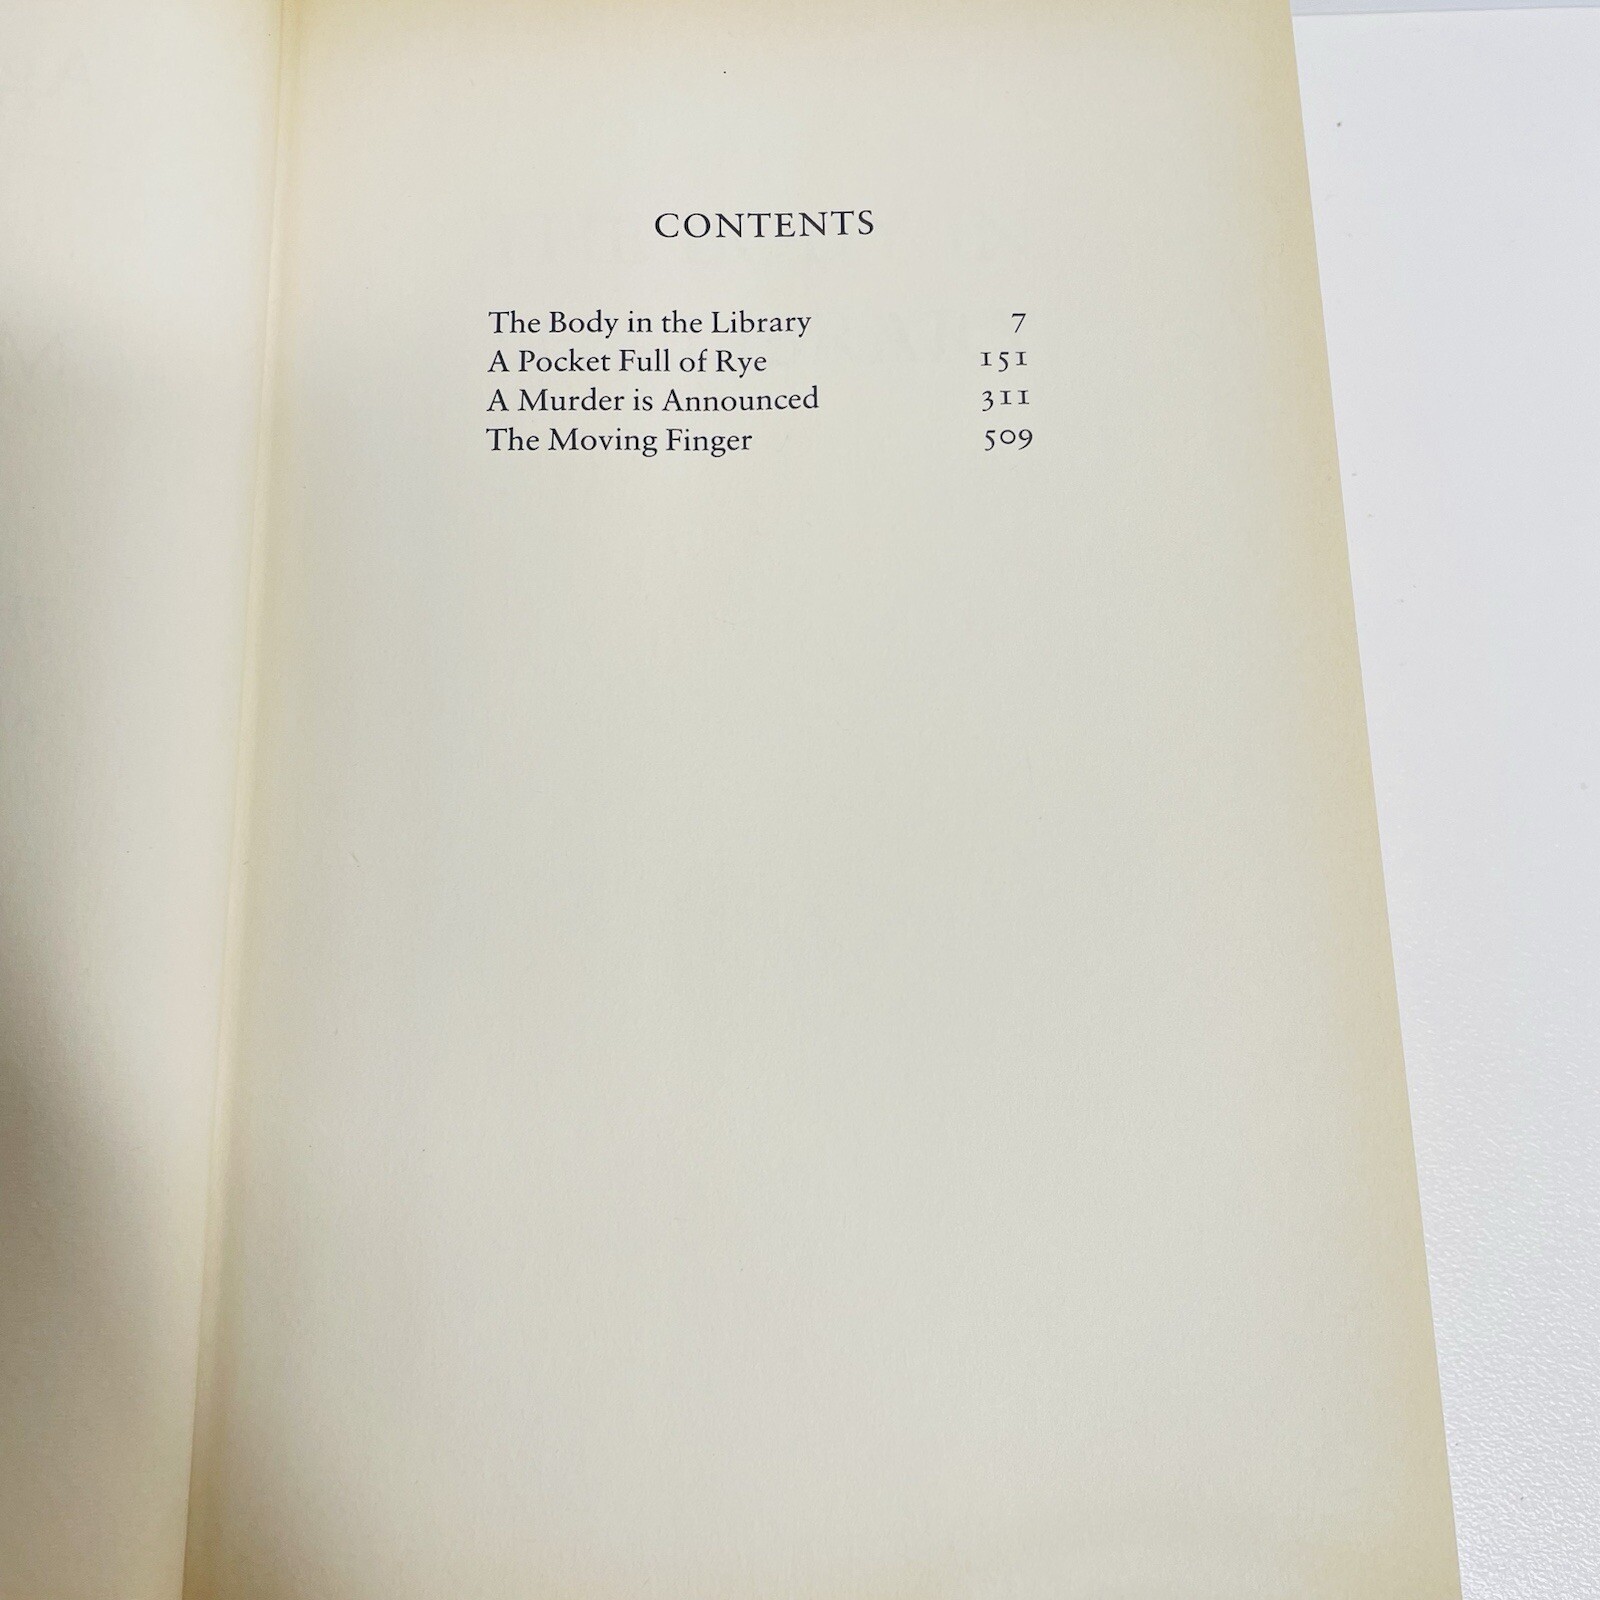 CONTENTS
The Body in the Library 7
A Pocket Full of Rye 151
A Murder is Announced 311
The Moving Finger 509